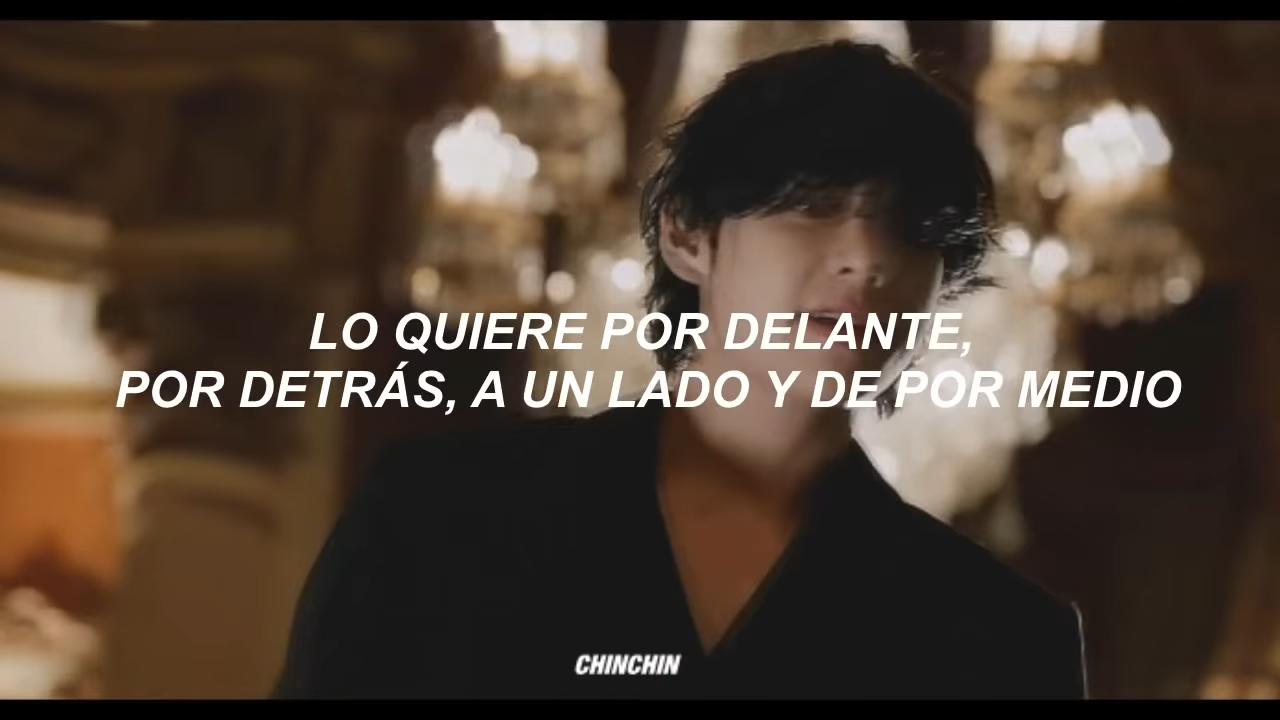 LO QUIERE POR DELANTE,
POR DETRÁS, A UN LADO Y DE POR MEDIO
CHINCHIN